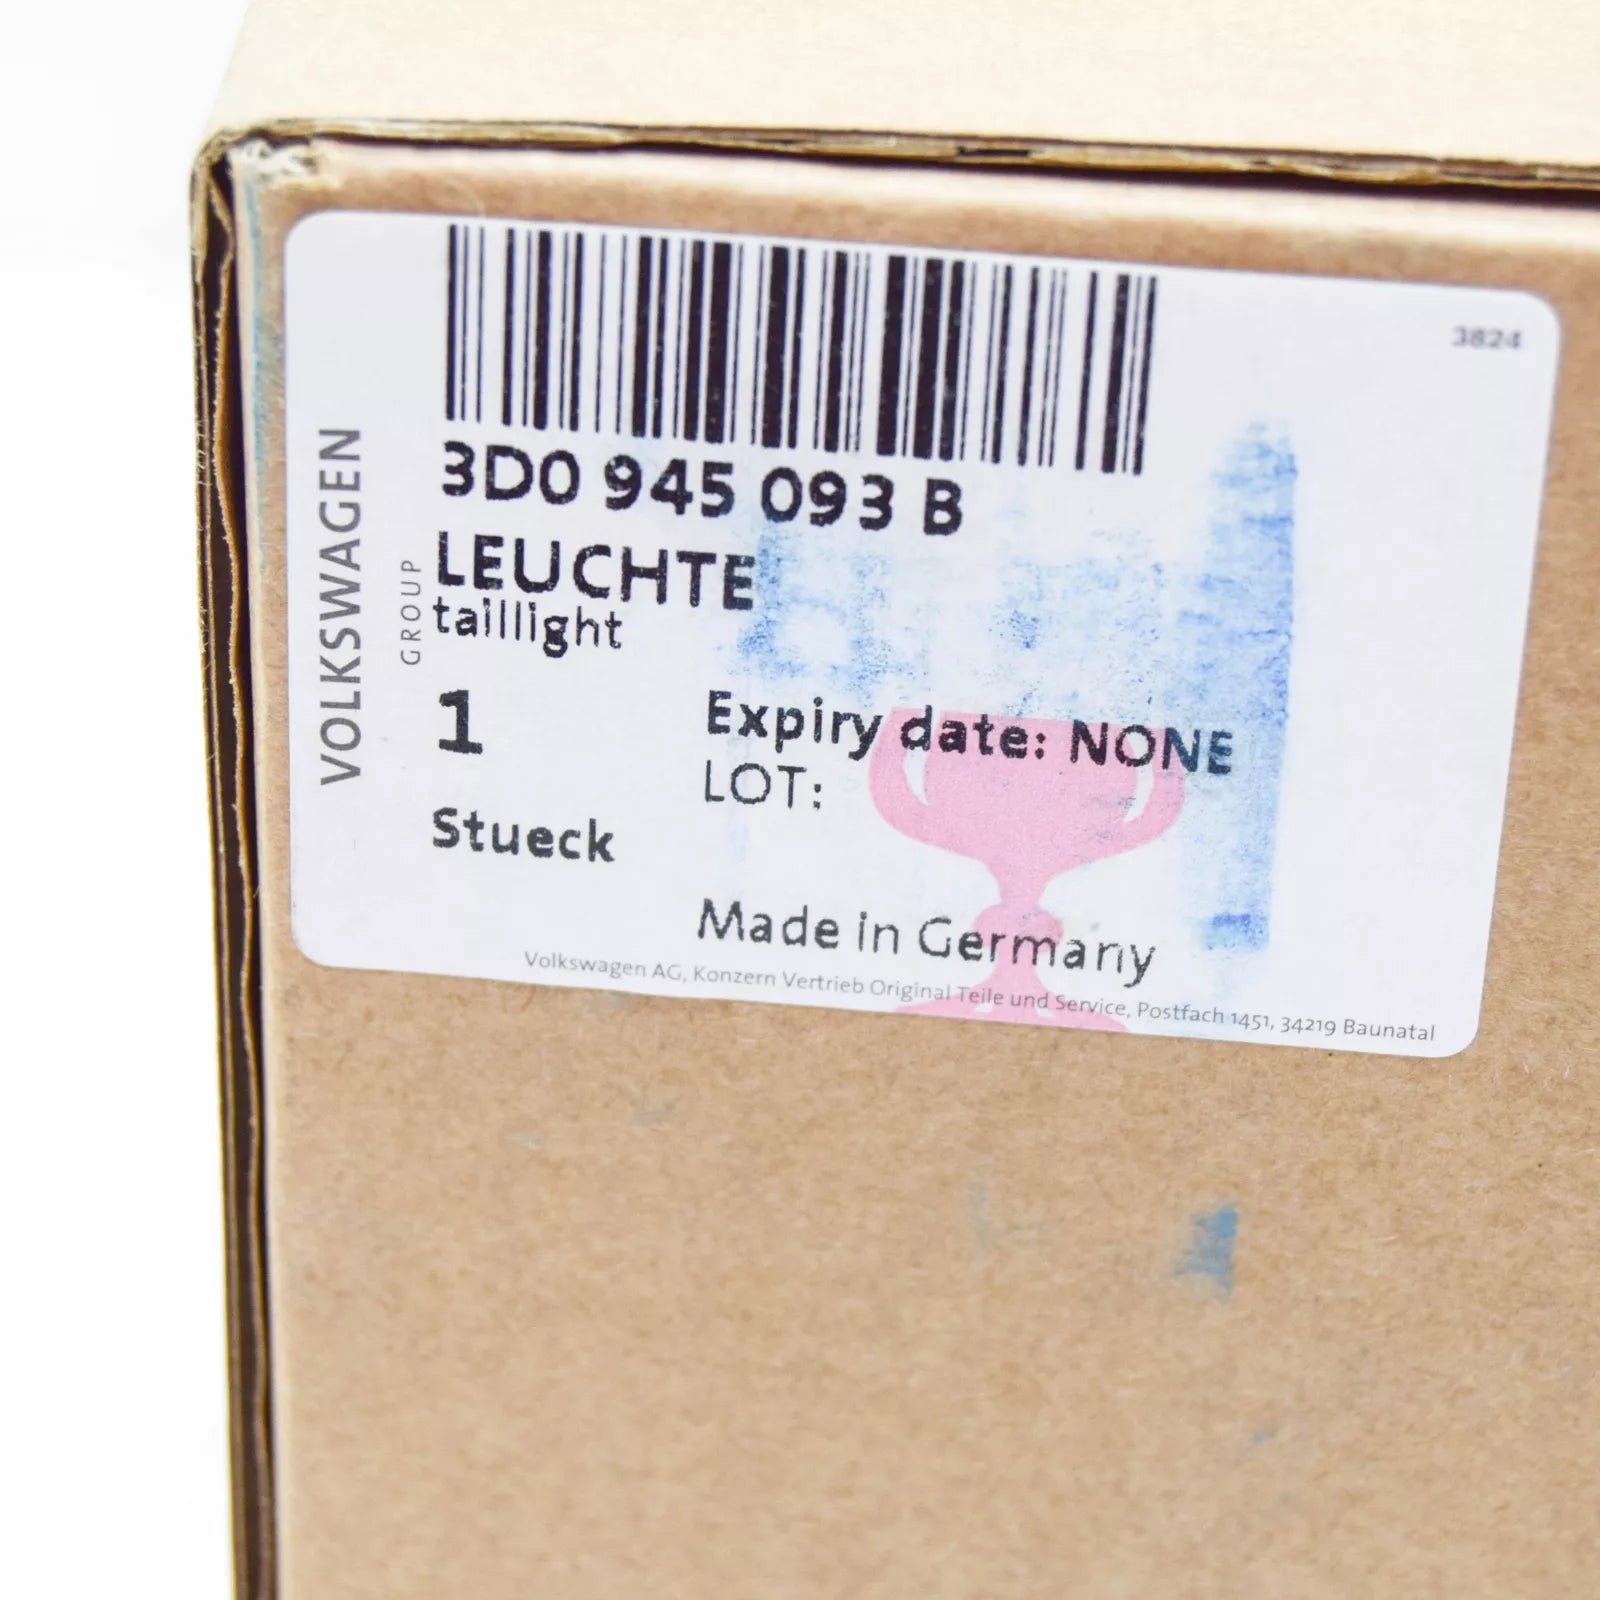 3824
3D0 945 093 B
LEUCHTE
taillight
1
Expiry date: NONE
LOT:
Stueck
Made in Germany
Volkswagen AG, Konzern Vertrieb Original Teile und Service, Postfach 1451, 34219 Baunatal
VOLKSWAGEN
GROUP